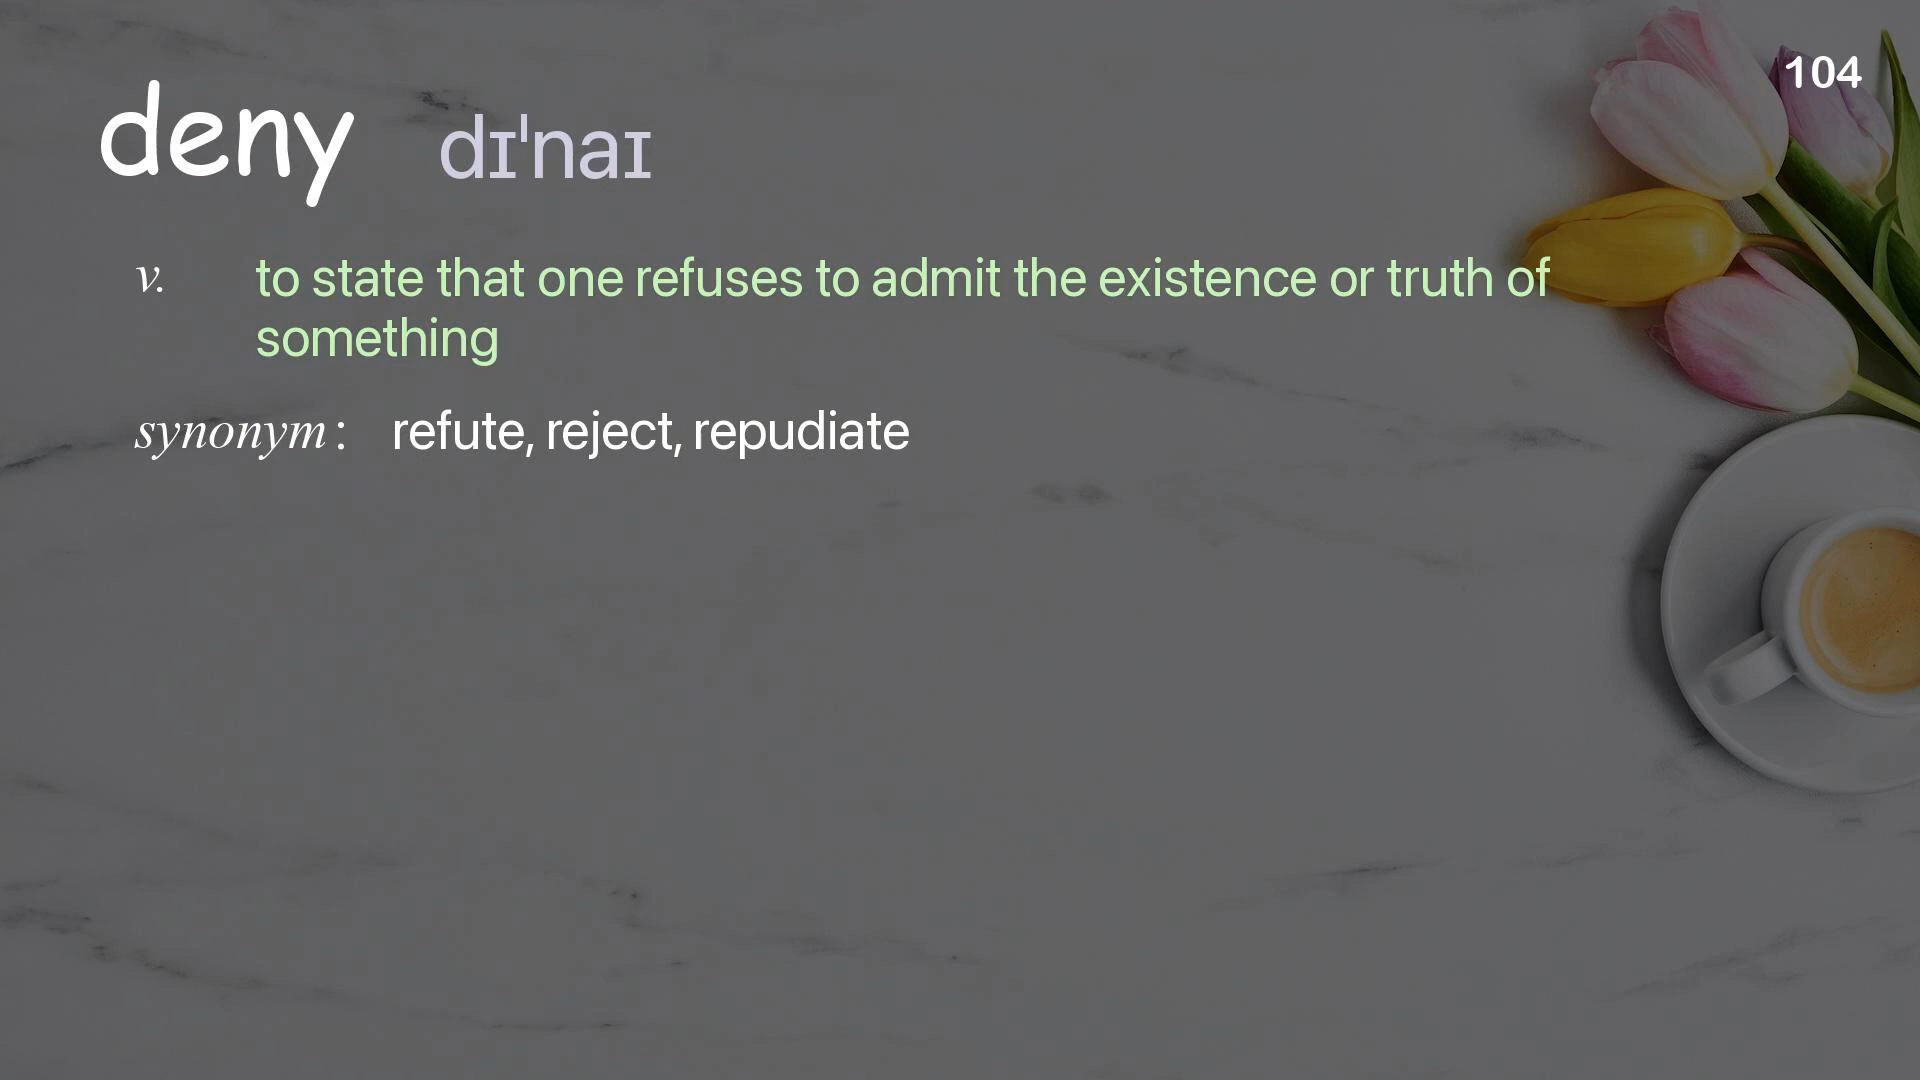 104
deny dɪˈnaɪ
v. to state that one refuses to admit the existence or truth of
something
synonym: refute, reject, repudiate